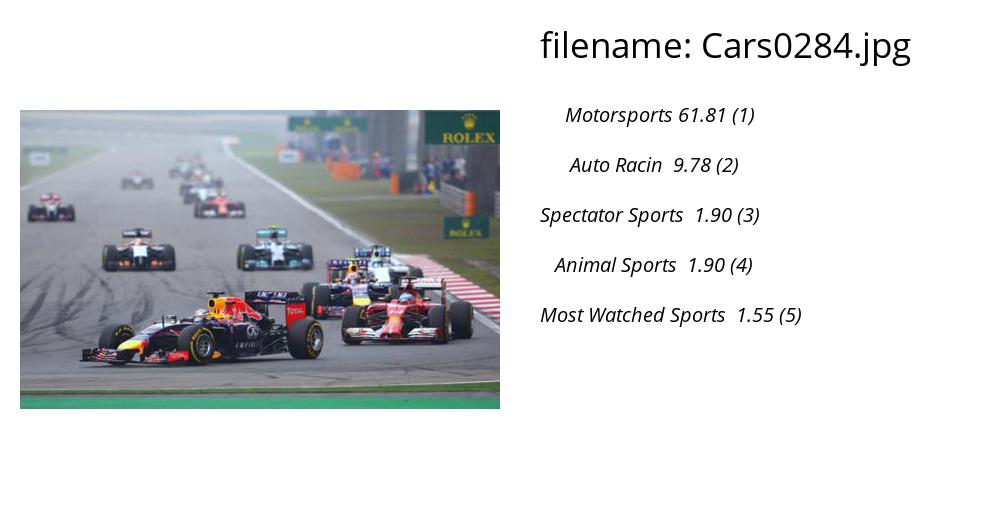 filename: Cars0284.jpg
Motorsports 61.81 (1)
Auto Racin 9.78 (2)
Spectator Sports 1.90 (3)
Animal Sports 1.90 (4)
Most Watched Sports 1.55 (5)
ROLEX
ROLEX
TOTAL
INFINITI
TOTAL